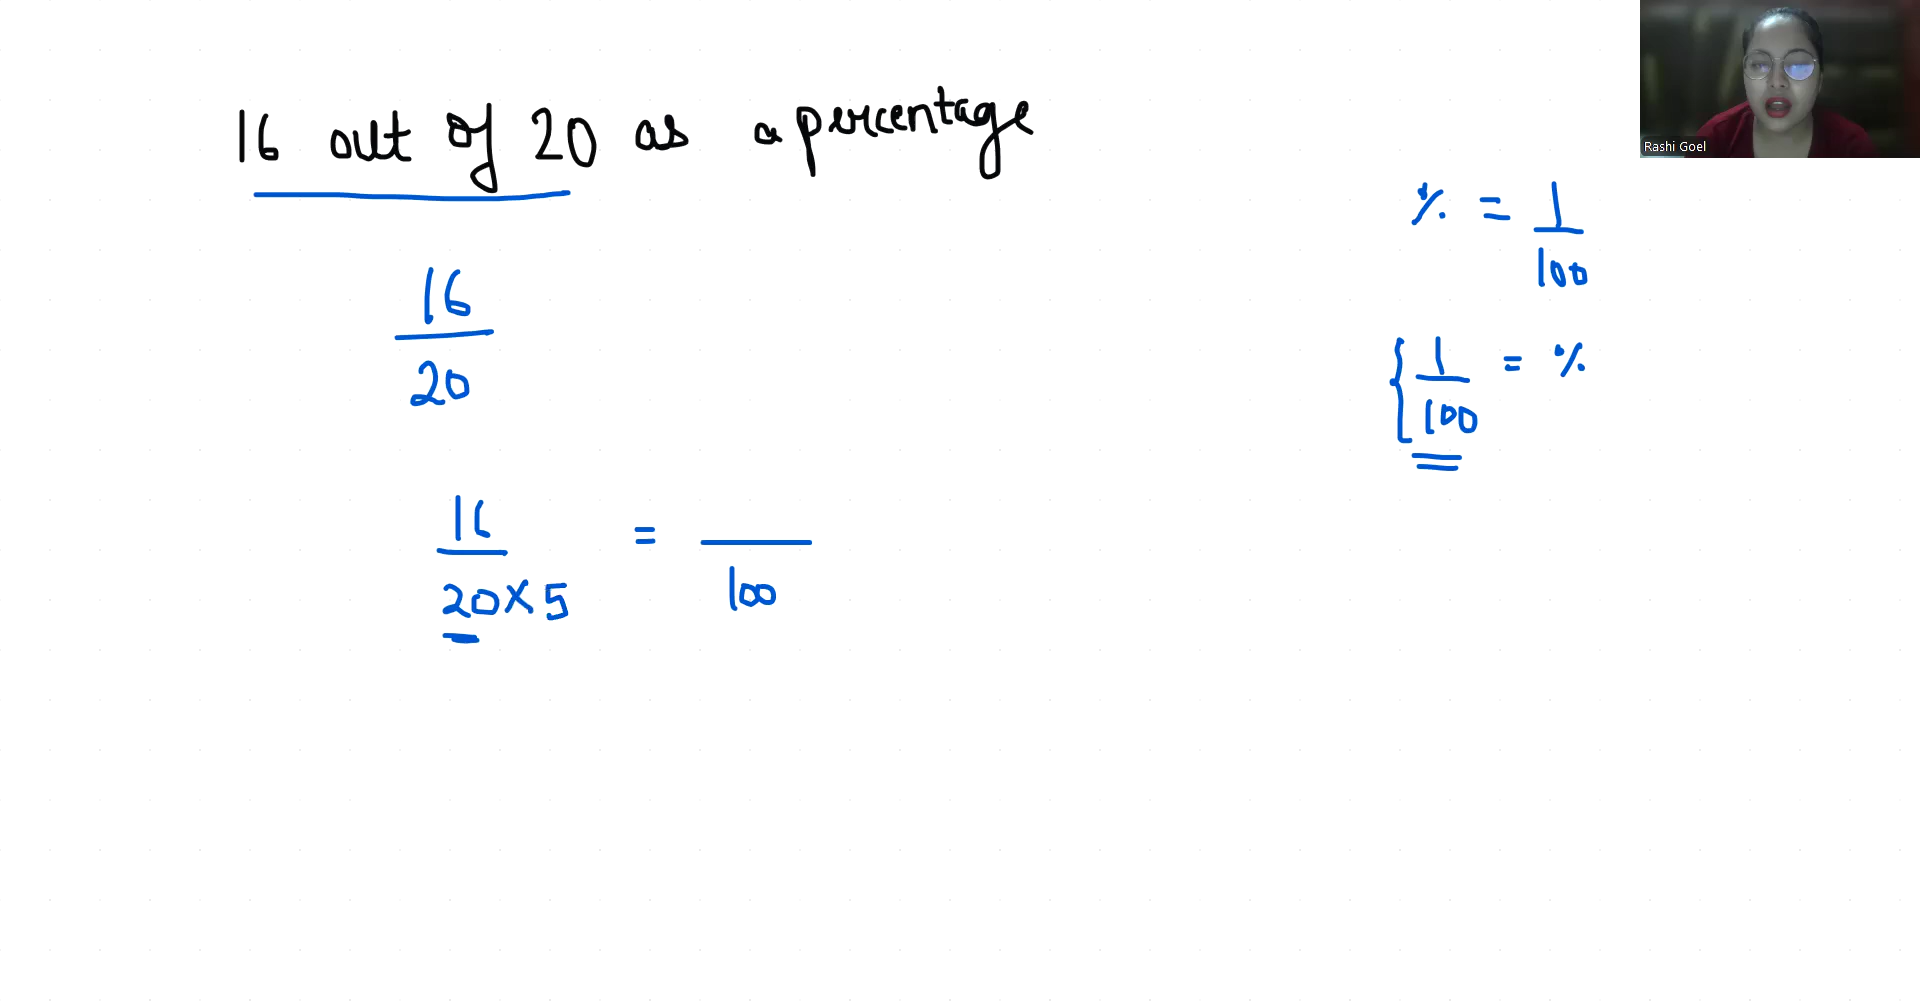 16 out of 20 as a percentage
Rashi Goel
% = 1/100
16/20
{ 1/100 = %
16/20×5 = /100